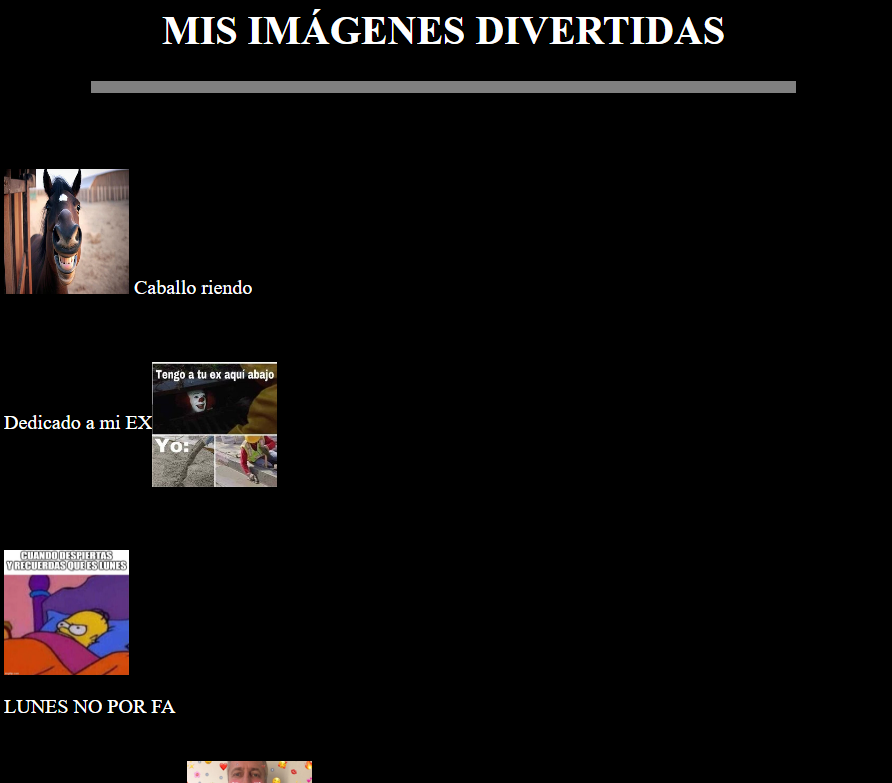 MIS IMÁGENES DIVERTIDAS
Caballo riendo
Tengo a tu ex aquí abajo
Dedicado a mi EX
Yo:
CUANDO DESPIERTAS
Y RECUERDAS QUE ES LUNES
LUNES NO POR FA